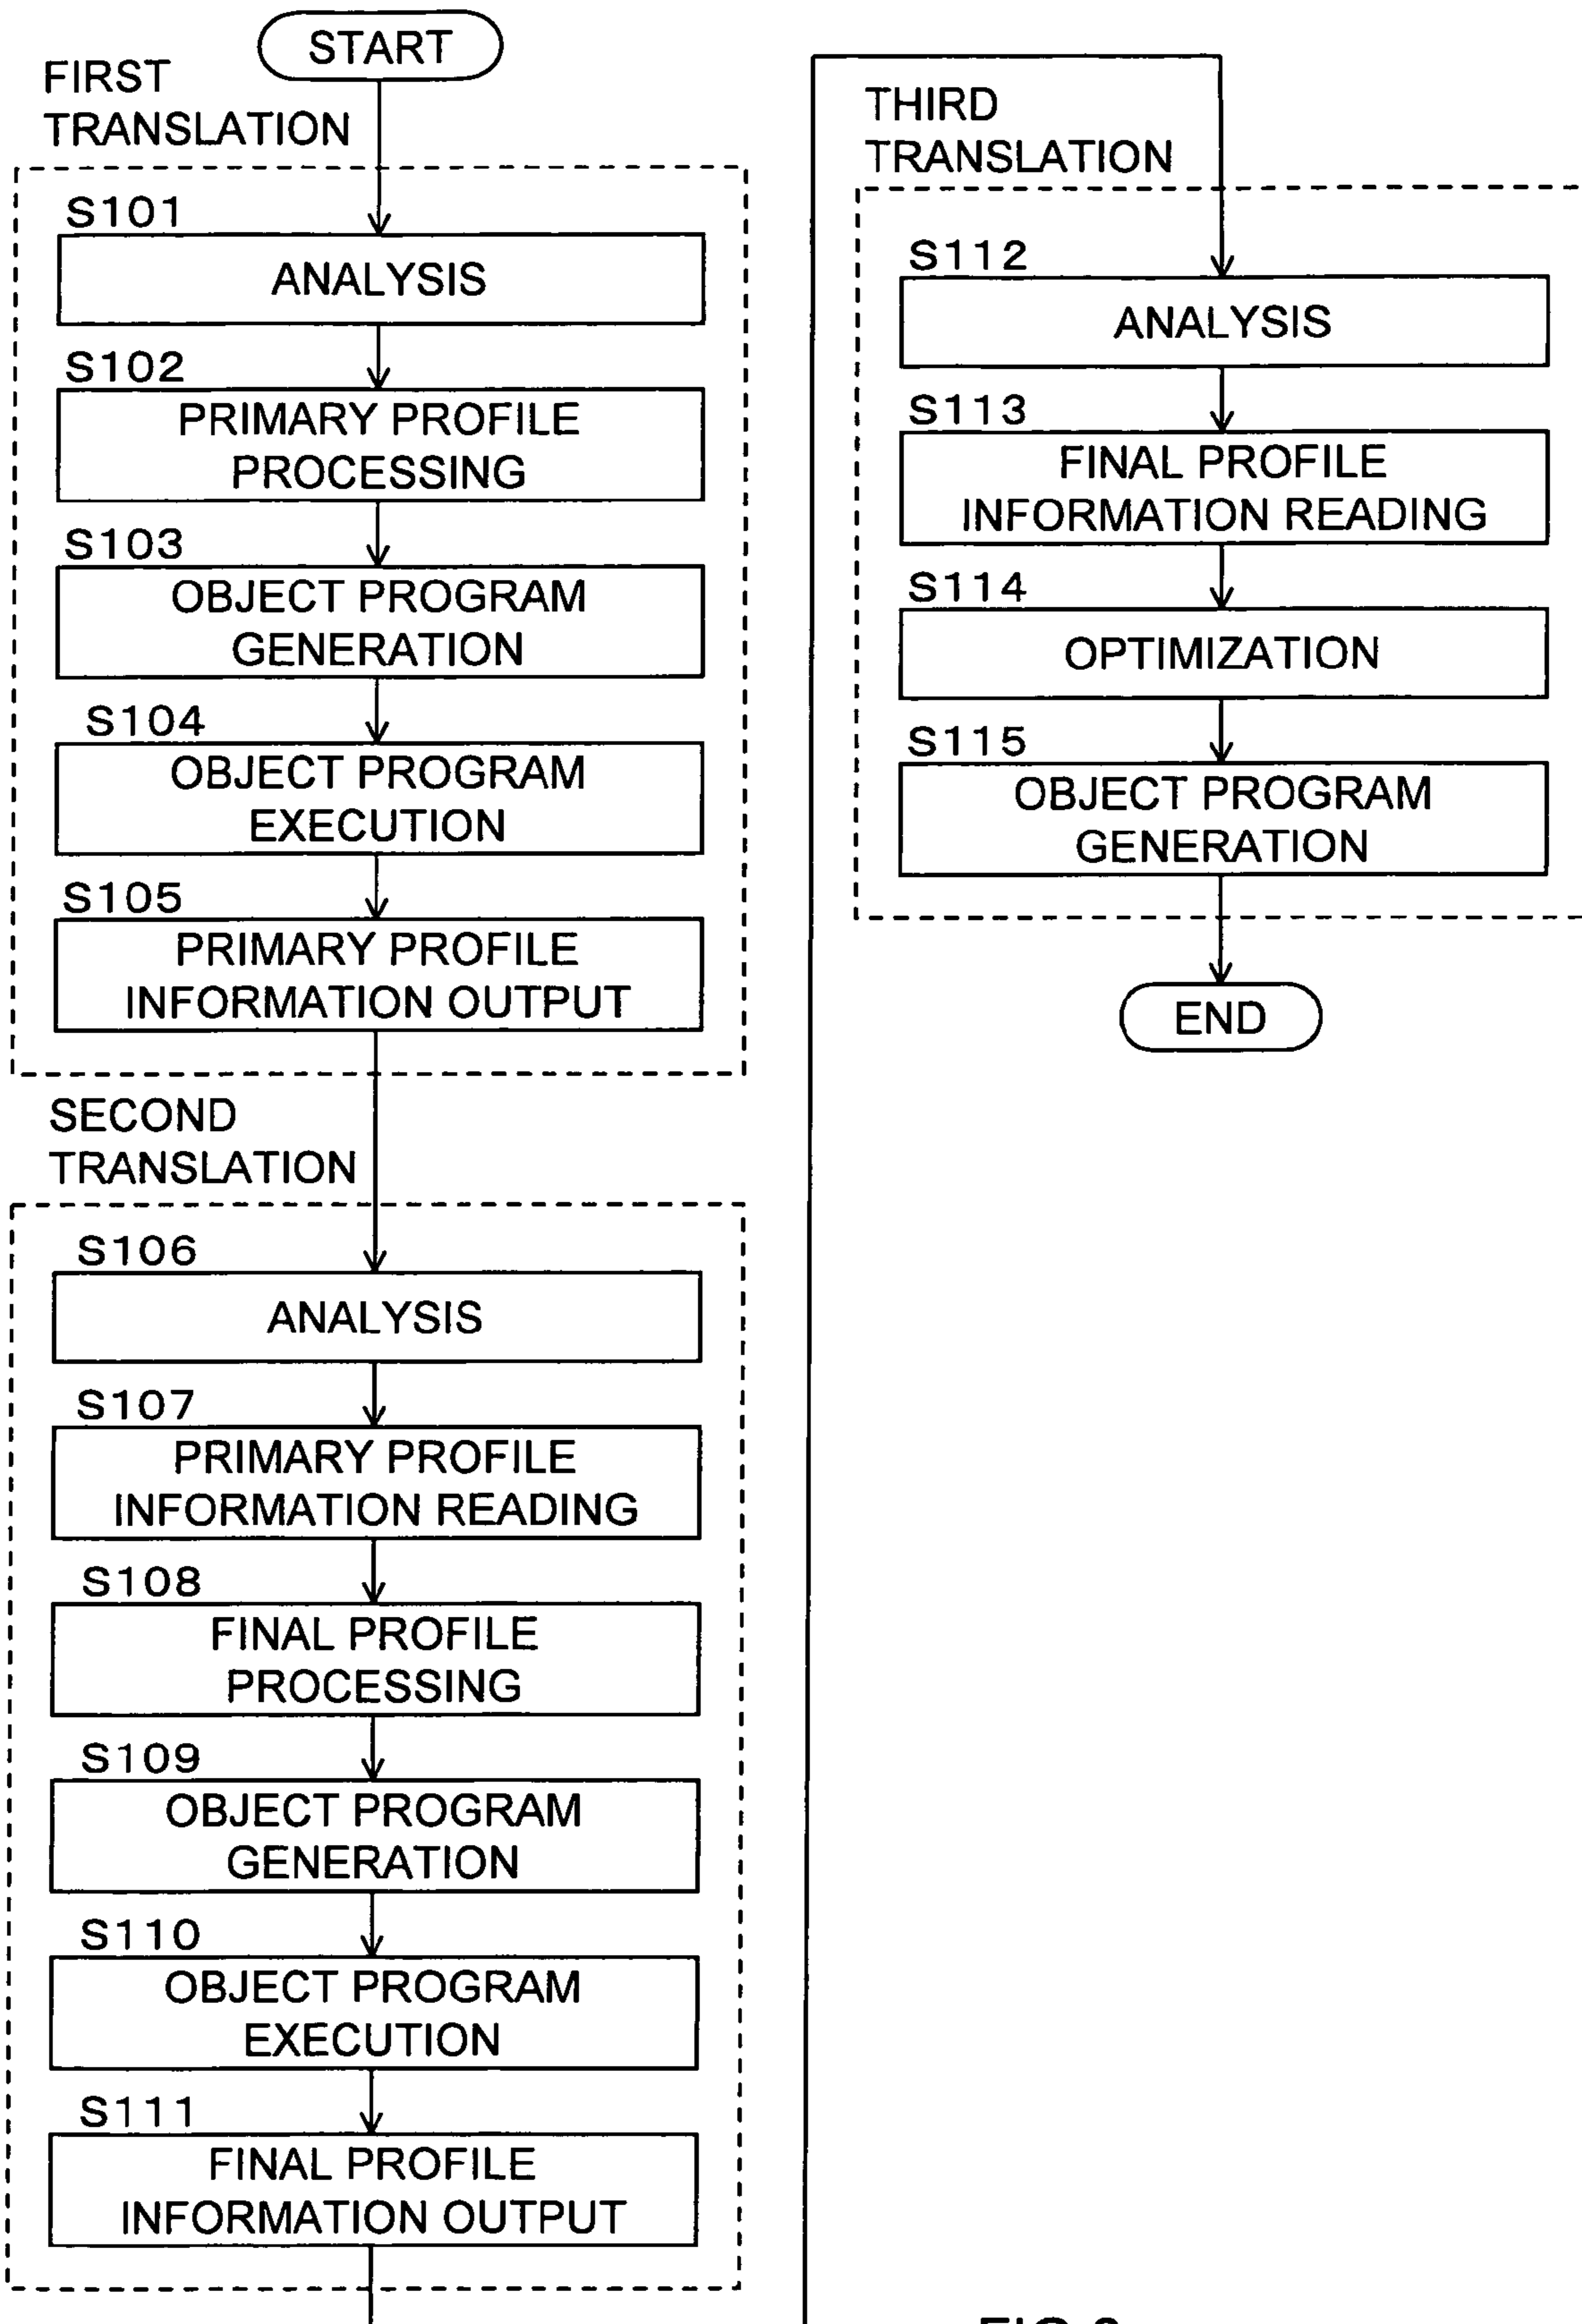 START
FIRST
TRANSLATION
S101
ANALYSIS
S102
PRIMARY PROFILE
PROCESSING
S103
OBJECT PROGRAM
GENERATION
S104
OBJECT PROGRAM
EXECUTION
S105
PRIMARY PROFILE
INFORMATION OUTPUT
SECOND
TRANSLATION
S106
ANALYSIS
S107
PRIMARY PROFILE
INFORMATION READING
S108
FINAL PROFILE
PROCESSING
S109
OBJECT PROGRAM
GENERATION
S110
OBJECT PROGRAM
EXECUTION
S111
FINAL PROFILE
INFORMATION OUTPUT
THIRD
TRANSLATION
S112
ANALYSIS
S113
FINAL PROFILE
INFORMATION READING
S114
OPTIMIZATION
S115
OBJECT PROGRAM
GENERATION
END